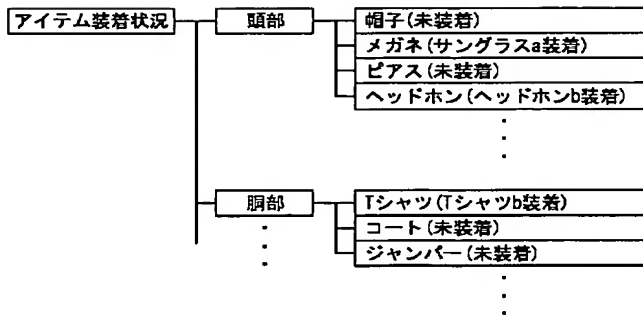 アイテム装着状況
頭部
帽子(未装着)
メガネ(サングラスa装着)
ピアス(未装着)
ヘッドホン(ヘッドホンb装着)
胴部
Tシャツ(Tシャツb装着)
コート(未装着)
ジャンパー(未装着)